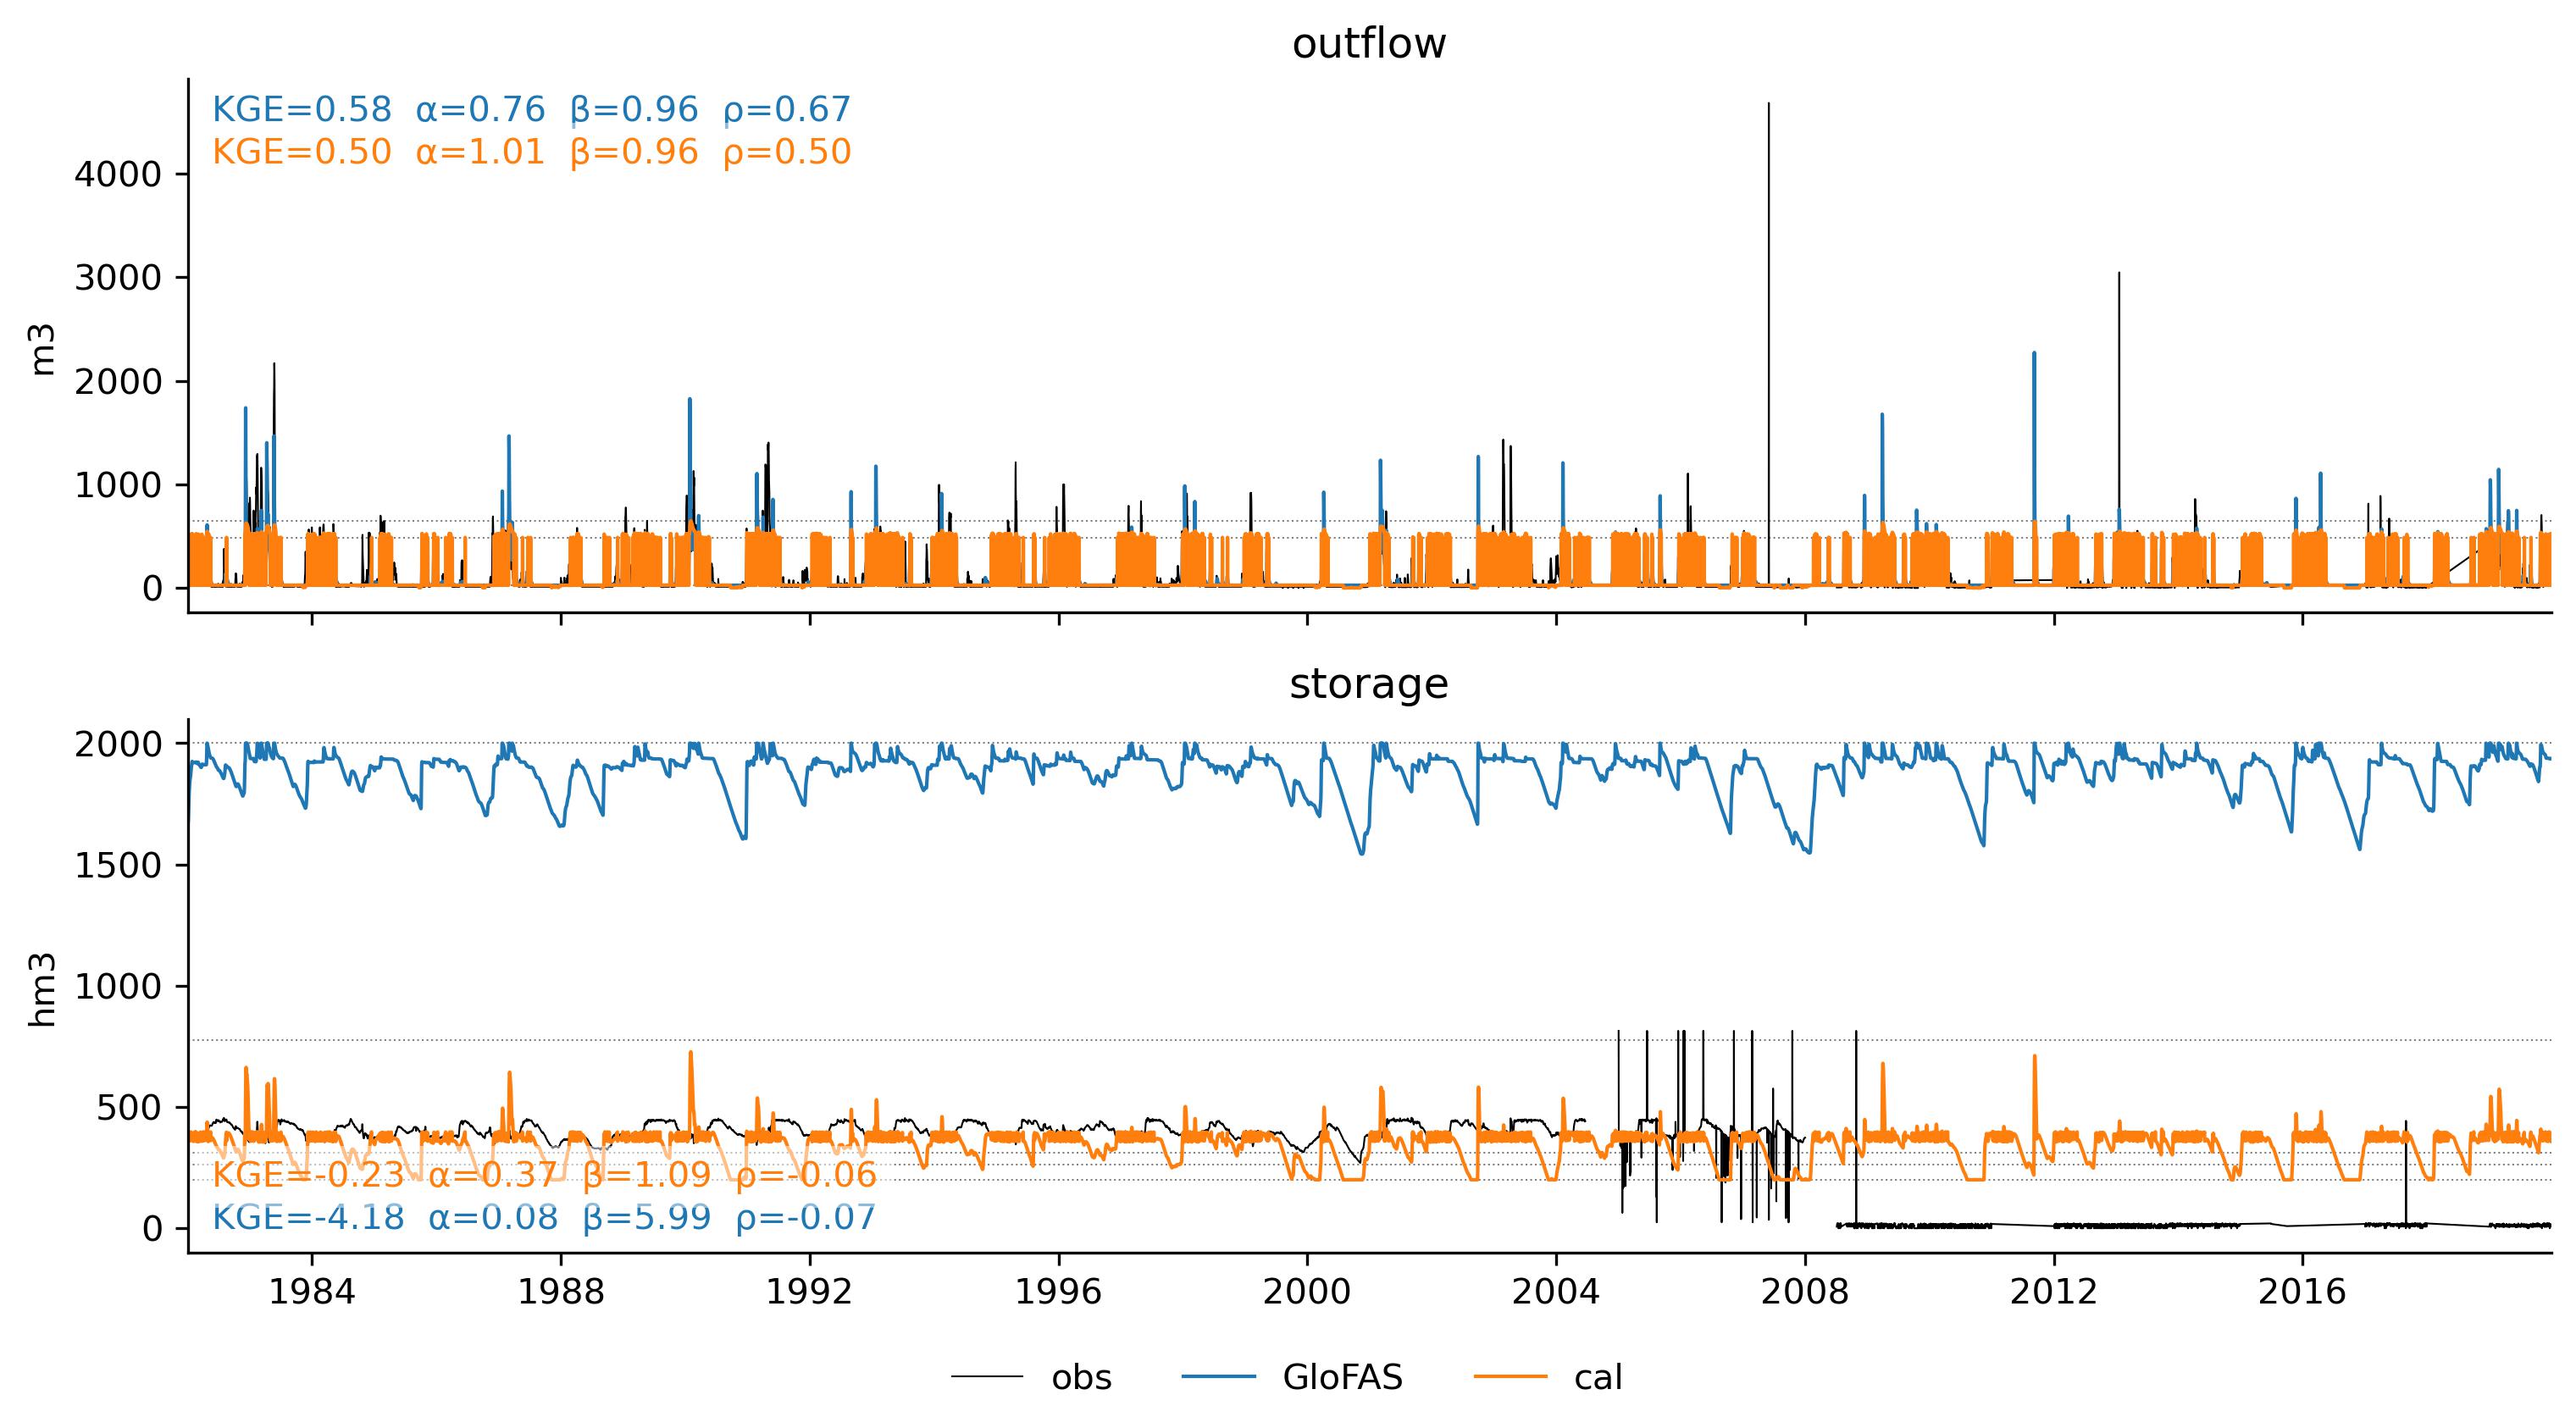 outflow
KGE=0.58 α=0.76 β=0.96 ρ=0.67
KGE=0.50 α=1.01 β=0.96 ρ=0.50
4000
3000
2000
1000
0
m3
storage
2000
1500
1000
500
0
hm3
KGE=-0.23 α=0.37 β=1.09 ρ=-0.06
KGE=-4.18 α=0.08 β=5.99 ρ=-0.07
1984 1988 1992 1996 2000 2004 2008 2012 2016
obs GloFAS cal